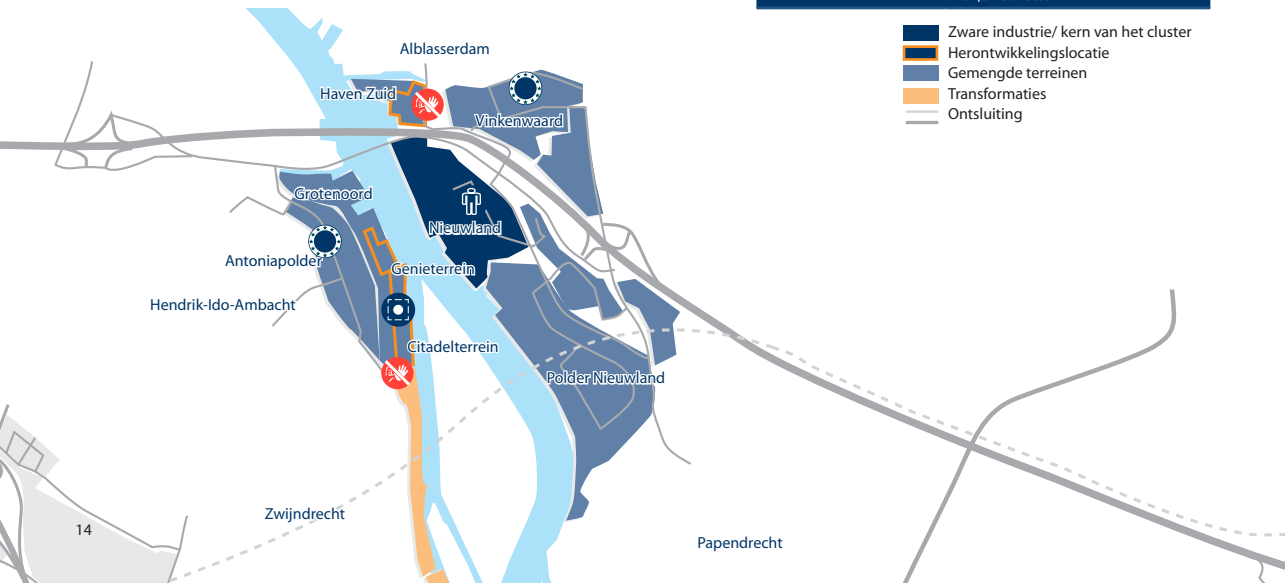 Zware industrie/ kern van het cluster
Herontwikkelingslocatie
Gemengde terreinen
Transformaties
Ontsluiting
Alblasserdam
Haven Zuid
Vinkenwaard
Grotenoord
Nieuwland
Antoniapolder
Genieterrein
Hendrik-Ido-Ambacht
Citadelterrein
Polder Nieuwland
Zwijndrecht
14
Papendrecht